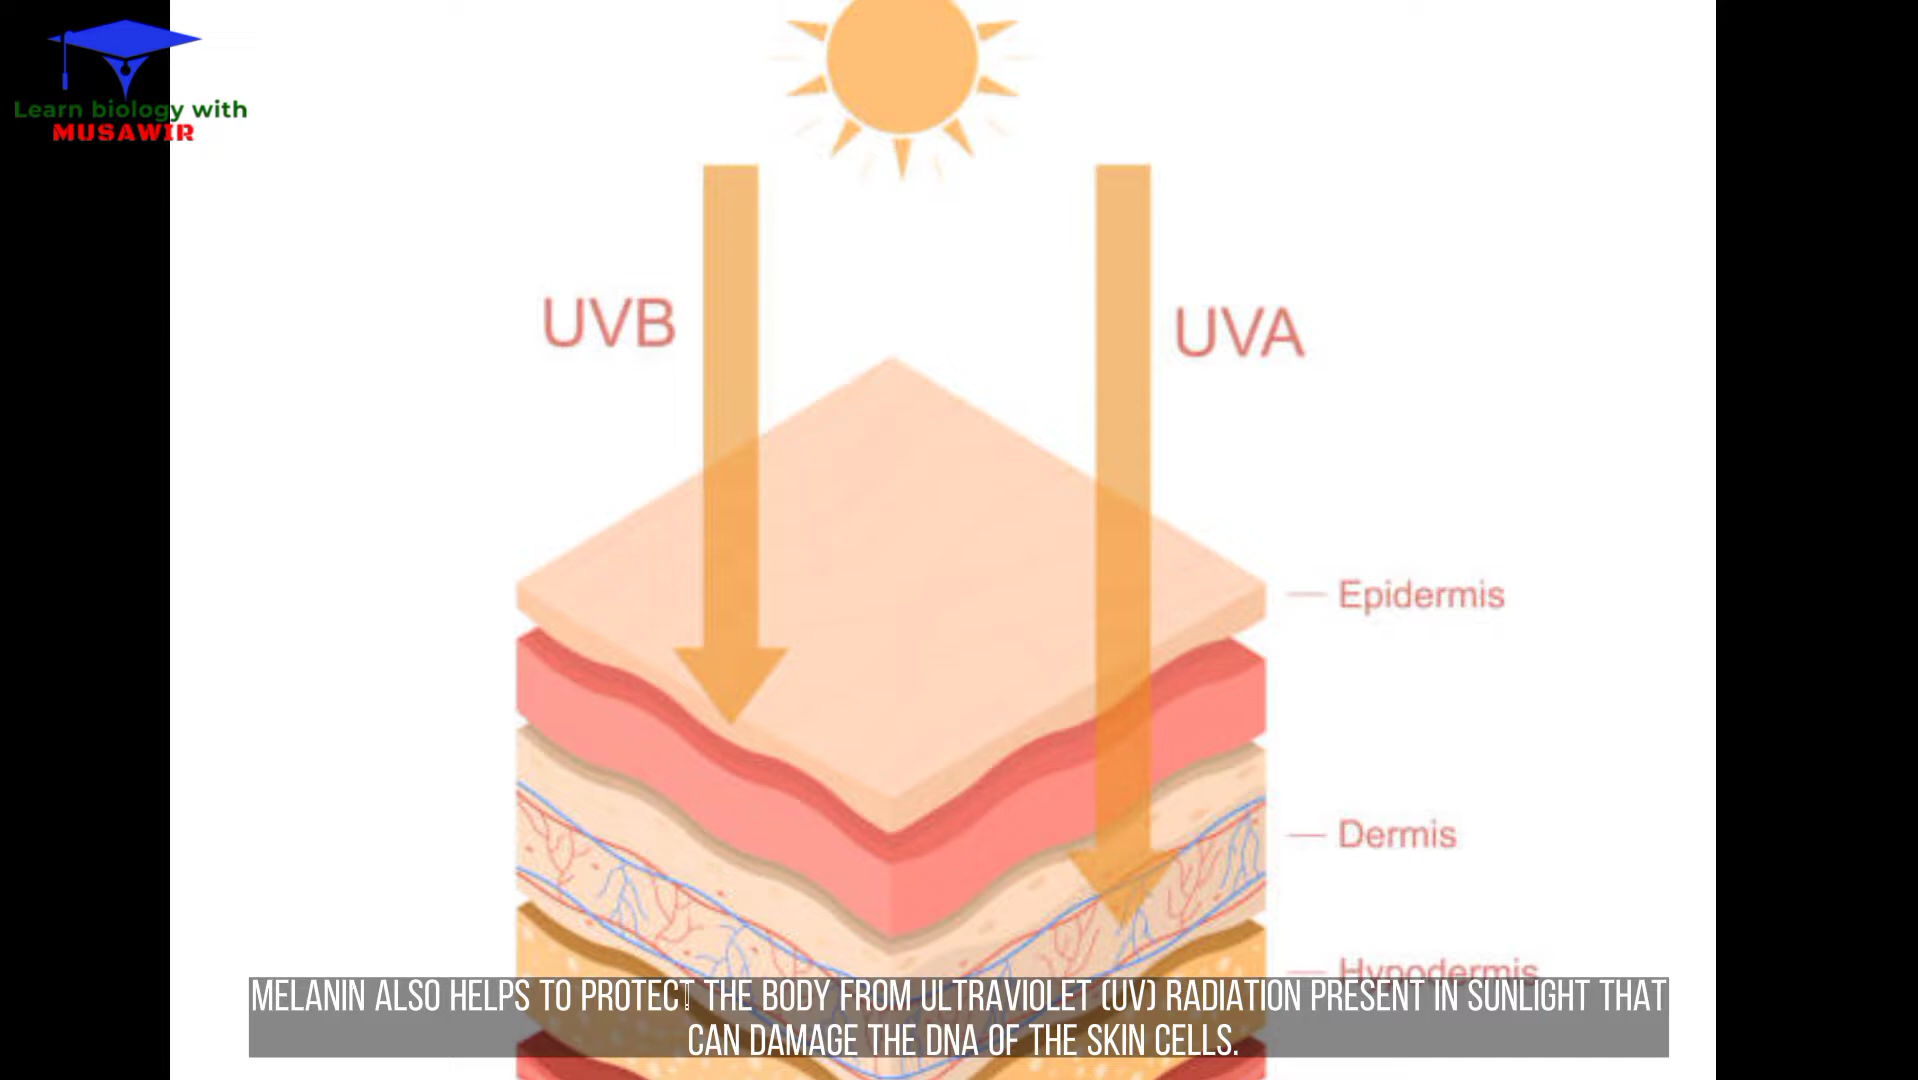 Learn biology with
MUSAWIR
UVB
UVA
Epidermis
Dermis
Hypodermis
MELANIN ALSO HELPS TO PROTECT THE BODY FROM ULTRAVIOLET (UV) RADIATION PRESENT IN SUNLIGHT THAT
CAN DAMAGE THE DNA OF THE SKIN CELLS.